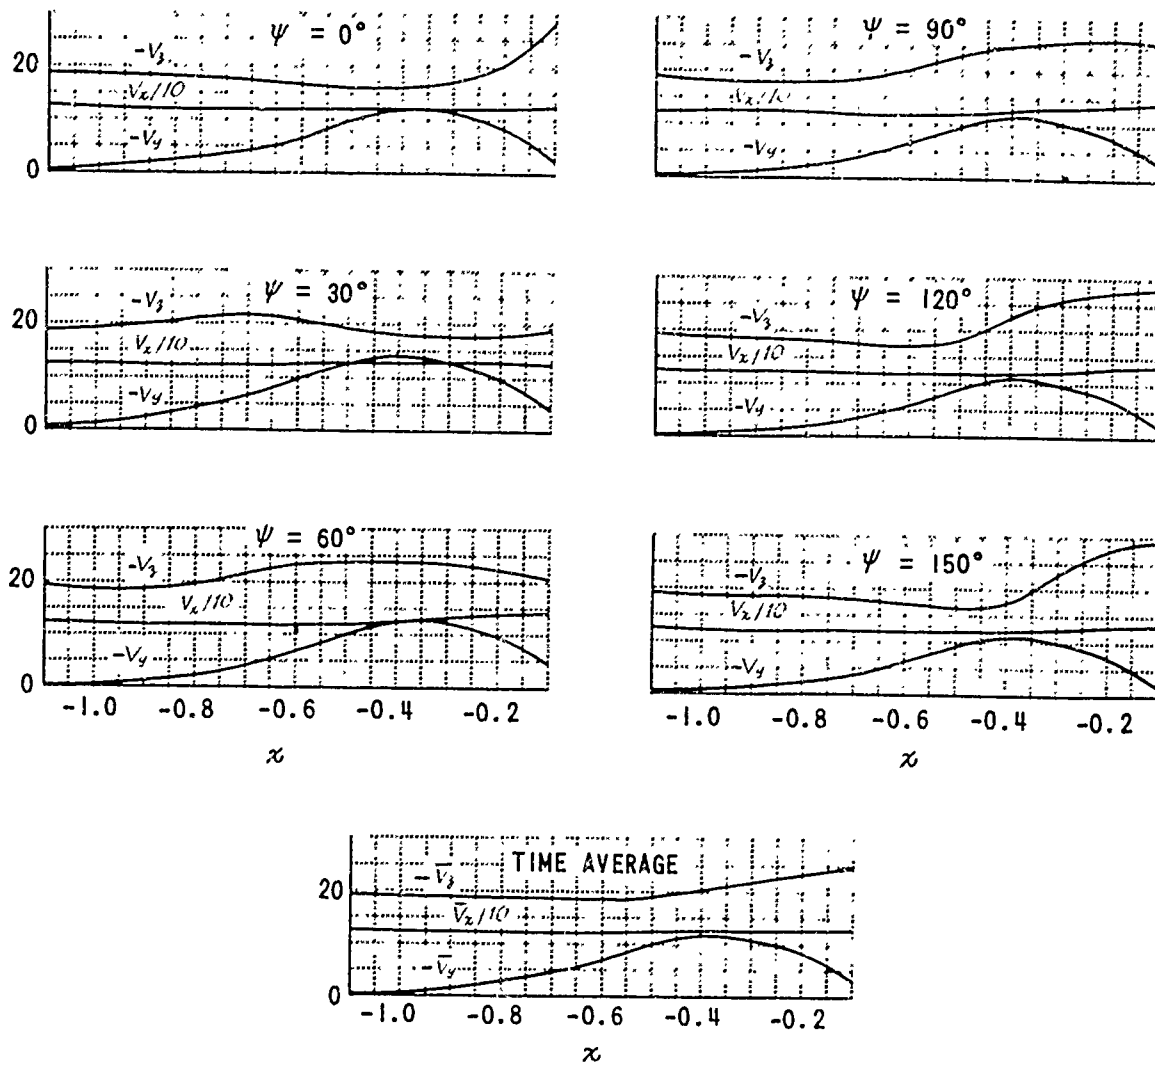 ψ = 0°
20
-V_z
V_x/10
-V_y
0
ψ = 90°
-V_z
V_x/10
-V_y
ψ = 30°
20
-V_z
V_x/10
-V_y
0
ψ = 120°
-V_z
V_x/10
-V_y
ψ = 60°
20
-V_z
V_x/10
-V_y
0
-1.0 -0.8 -0.6 -0.4 -0.2
x
ψ = 150°
-V_z
V_x/10
-V_y
-1.0 -0.8 -0.6 -0.4 -0.2
x
TIME AVERAGE
20
-V̄_z
V̄_x/10
-V̄_y
0
-1.0 -0.8 -0.6 -0.4 -0.2
x